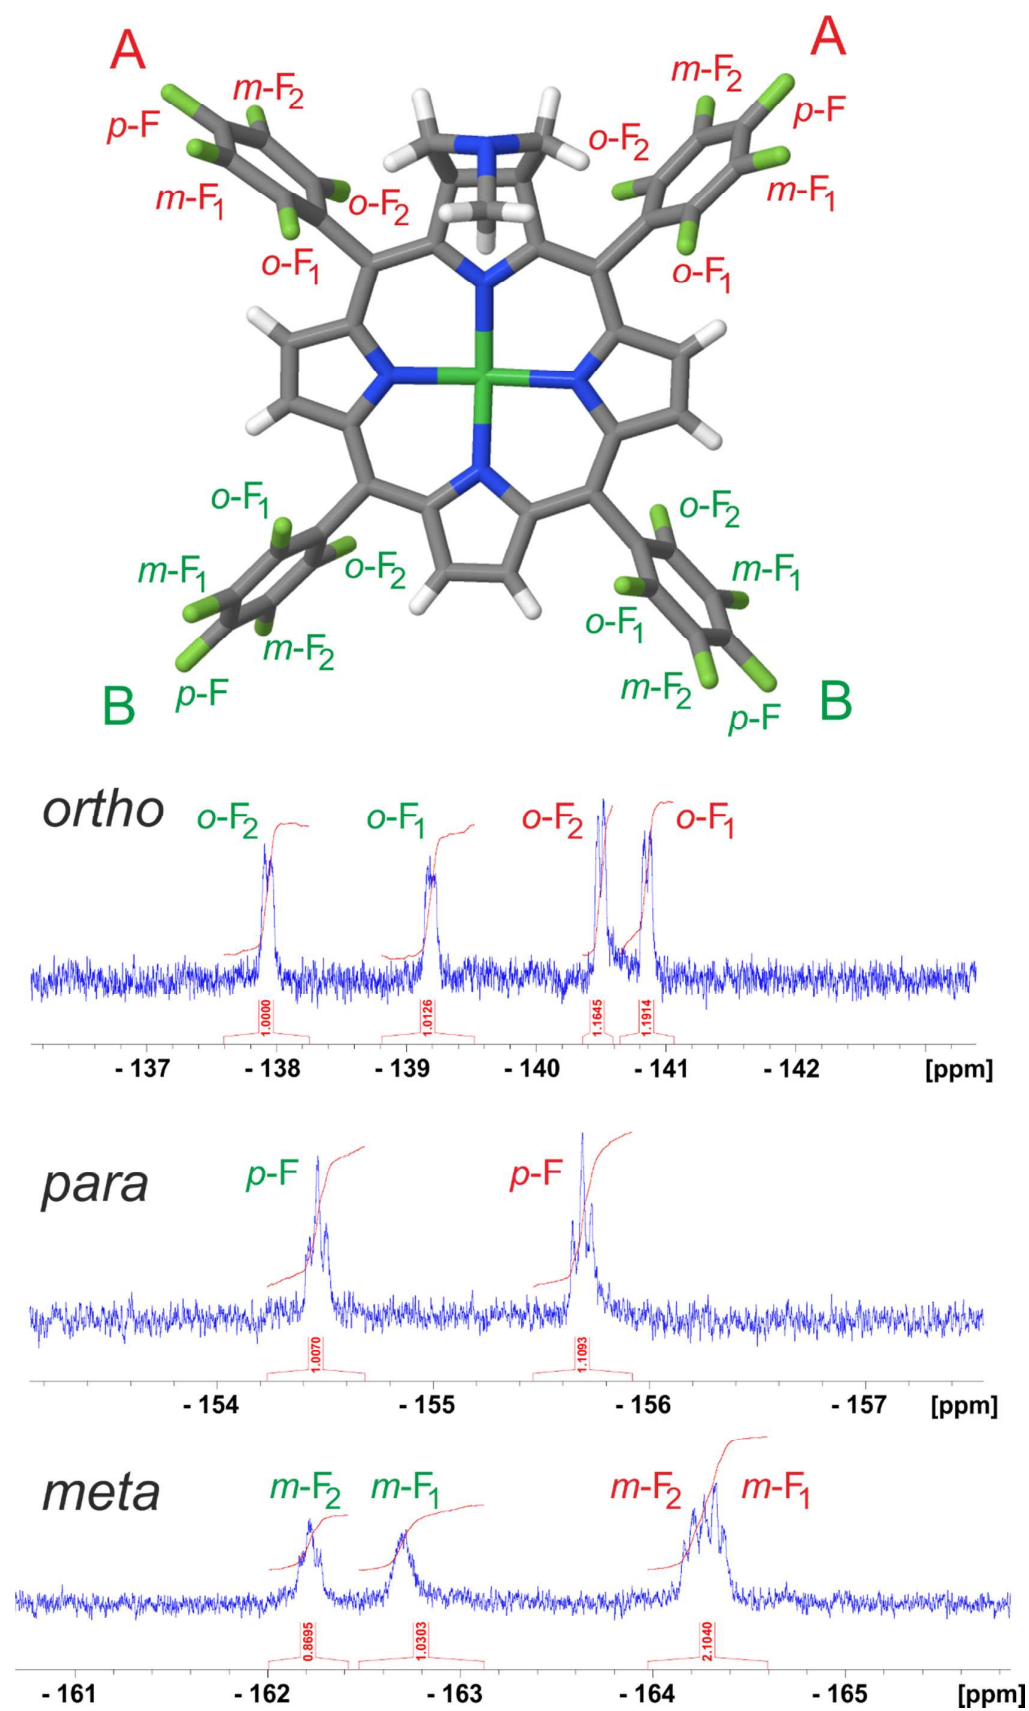 A
A
m-F2
m-F2
p-F
p-F
o-F2
m-F1
m-F1
o-F2
o-F1
o-F1
o-F1
o-F2
m-F1
o-F2
m-F1
o-F1
m-F2
m-F2
p-F
p-F
B
B
ortho
o-F2
o-F1
o-F2
o-F1
1.0000
1.0126
1.1645
1.1914
- 137
- 138
- 139
- 140
- 141
- 142
[ppm]
para
p-F
p-F
1.0070
1.1093
- 154
- 155
- 156
- 157
[ppm]
meta
m-F2
m-F1
m-F2
m-F1
0.8695
1.0303
2.1040
- 161
- 162
- 163
- 164
- 165
[ppm]